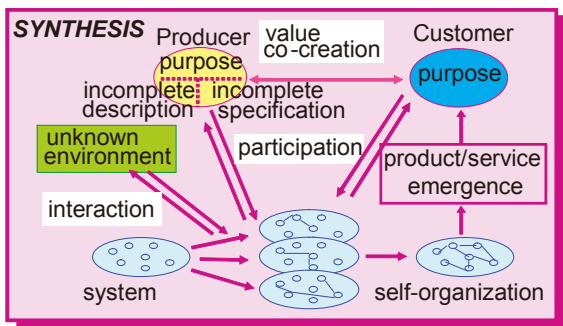 SYNTHESIS
Producer
value
co-creation
Customer
purpose
purpose
incomplete
description
incomplete
specification
unknown
environment
participation
product/service
emergence
interaction
system
self-organization